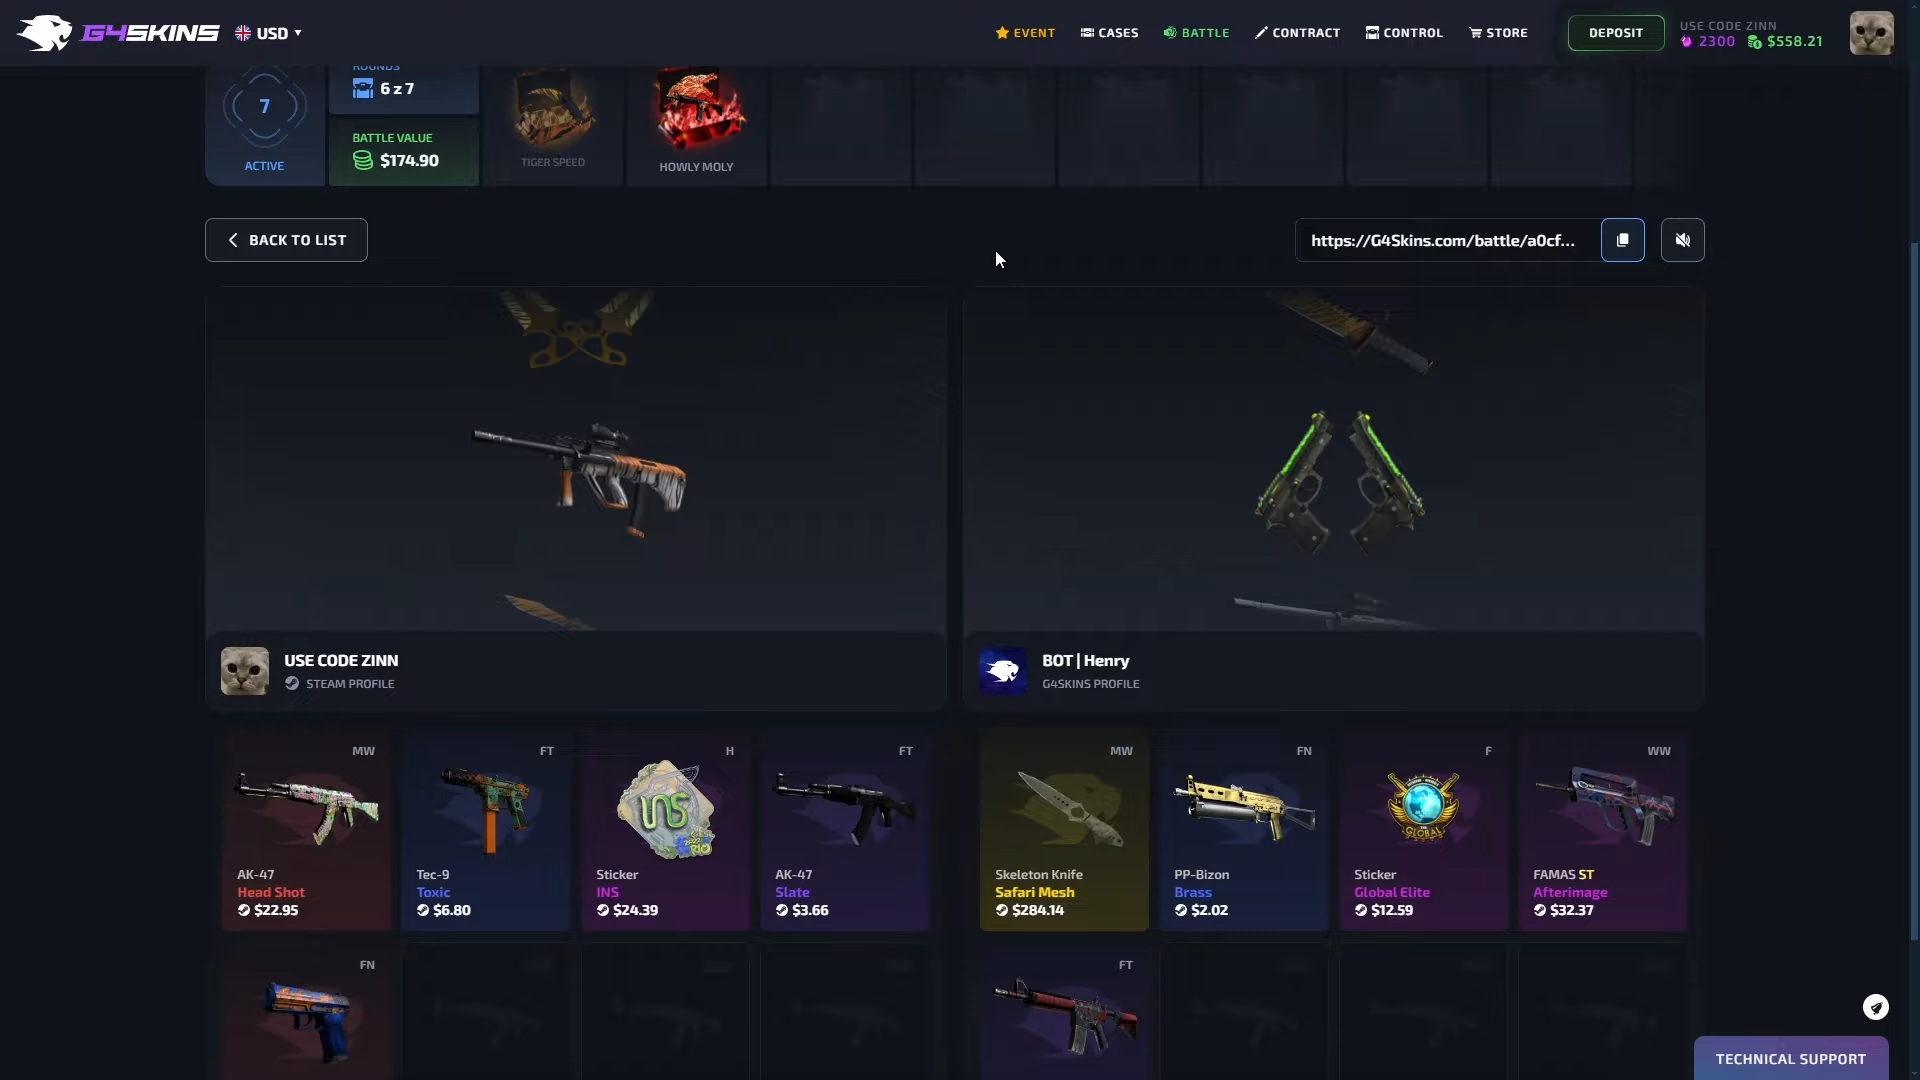 G4SKINS
USD
EVENT
CASES
BATTLE
CONTRACT
CONTROL
STORE
DEPOSIT
USE CODE ZINN
2300
$558.21
ROUNDS
6 z 7
7
ACTIVE
BATTLE VALUE
$174.90
TIGER SPEED
HOWLY MOLY
BACK TO LIST
https://G4Skins.com/battle/a0cf...
USE CODE ZINN
STEAM PROFILE
BOT | Henry
G4SKINS PROFILE
MW
AK-47
Head Shot
$22.95
FT
Tec-9
Toxic
$6.80
H
INS
RIO
Sticker
INS
$24.39
FT
AK-47
Slate
$3.66
MW
Skeleton Knife
Safari Mesh
$284.14
FN
PP-Bizon
Brass
$2.02
F
GLOBAL
Sticker
Global Elite
$12.59
WW
FAMAS ST
Afterimage
$32.37
FN
FT
TECHNICAL SUPPORT